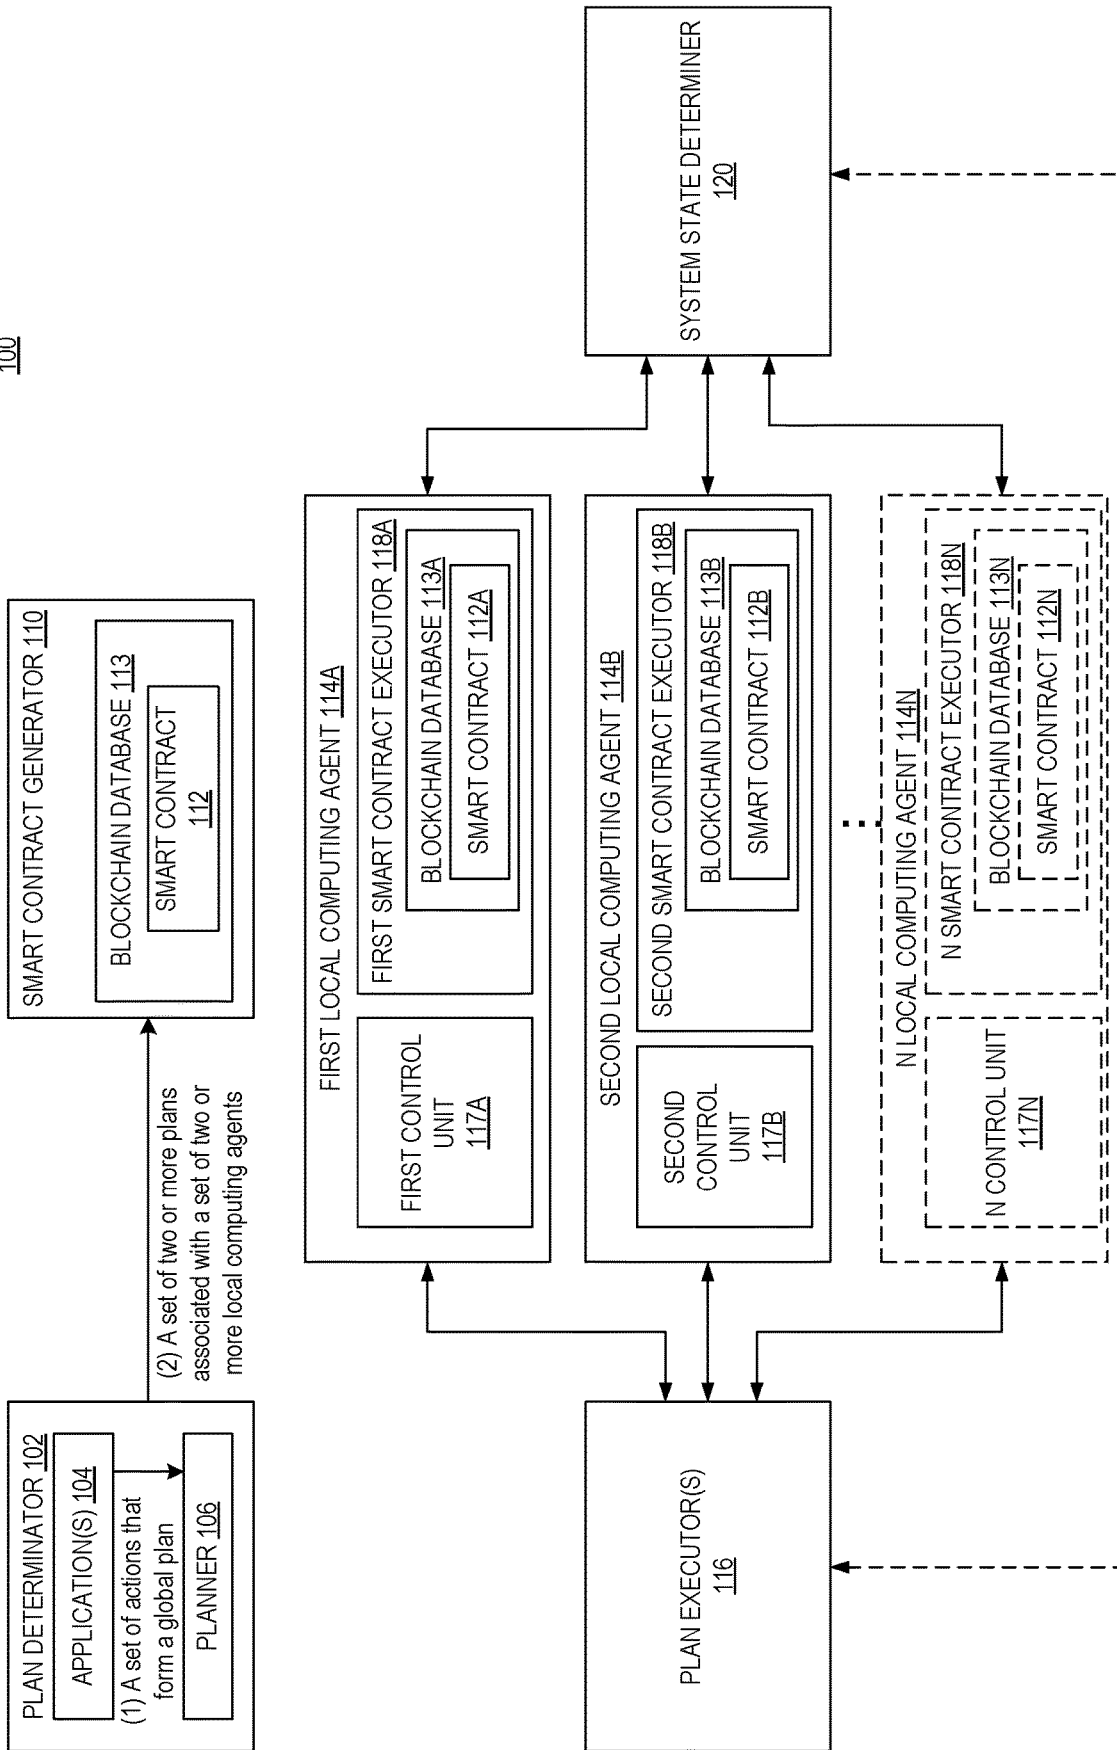 100
PLAN DETERMINATOR 102
APPLICATION(S) 104
(1) A set of actions that
form a global plan
PLANNER 106
(2) A set of two or more plans
associated with a set of two or
more local computing agents
SMART CONTRACT GENERATOR 110
BLOCKCHAIN DATABASE 113
SMART CONTRACT
112
FIRST LOCAL COMPUTING AGENT 114A
FIRST CONTROL
UNIT
117A
FIRST SMART CONTRACT EXECUTOR 118A
BLOCKCHAIN DATABASE 113A
SMART CONTRACT 112A
PLAN EXECUTOR(S)
116
SECOND LOCAL COMPUTING AGENT 114B
SECOND
CONTROL
UNIT
117B
SECOND SMART CONTRACT EXECUTOR 118B
BLOCKCHAIN DATABASE 113B
SMART CONTRACT 112B
SYSTEM STATE DETERMINER
120
N LOCAL COMPUTING AGENT 114N
N CONTROL UNIT
117N
N SMART CONTRACT EXECUTOR 118N
BLOCKCHAIN DATABASE 113N
SMART CONTRACT 112N